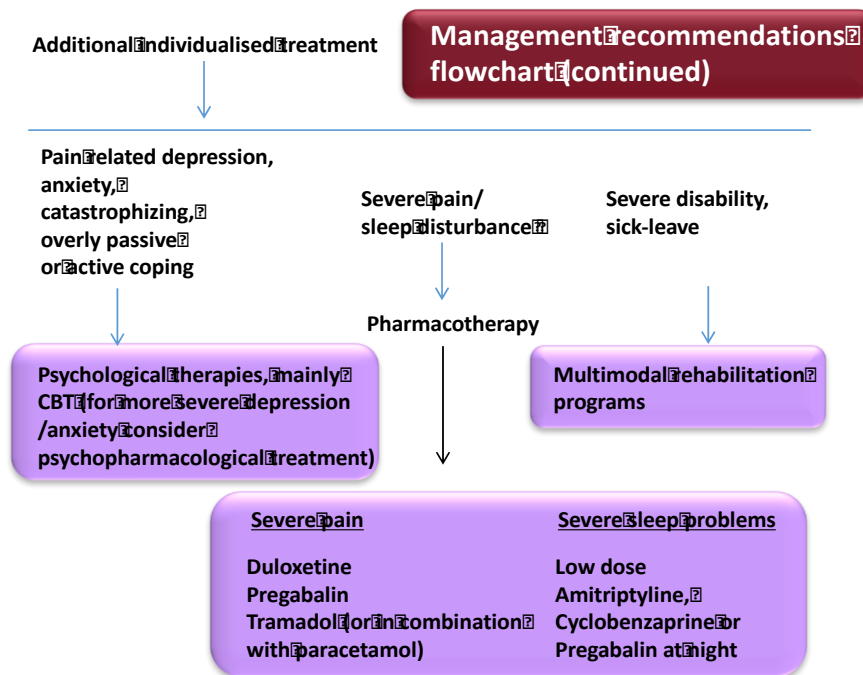 Additional individualised treatment
Management recommendations
flowchart (continued)
Pain related depression,
anxiety,
catastrophizing,
overly passive
or active coping
Severe pain/
sleep disturbance
Severe disability,
sick-leave
Pharmacotherapy
Psychological therapies, mainly
CBT (for more severe depression
/anxiety consider
psychopharmacological treatment)
Multimodal rehabilitation
programs
Severe pain
Duloxetine
Pregabalin
Tramadol (or in combination
with paracetamol)
Severe sleep problems
Low dose
Amitriptyline,
Cyclobenzaprine or
Pregabalin at night